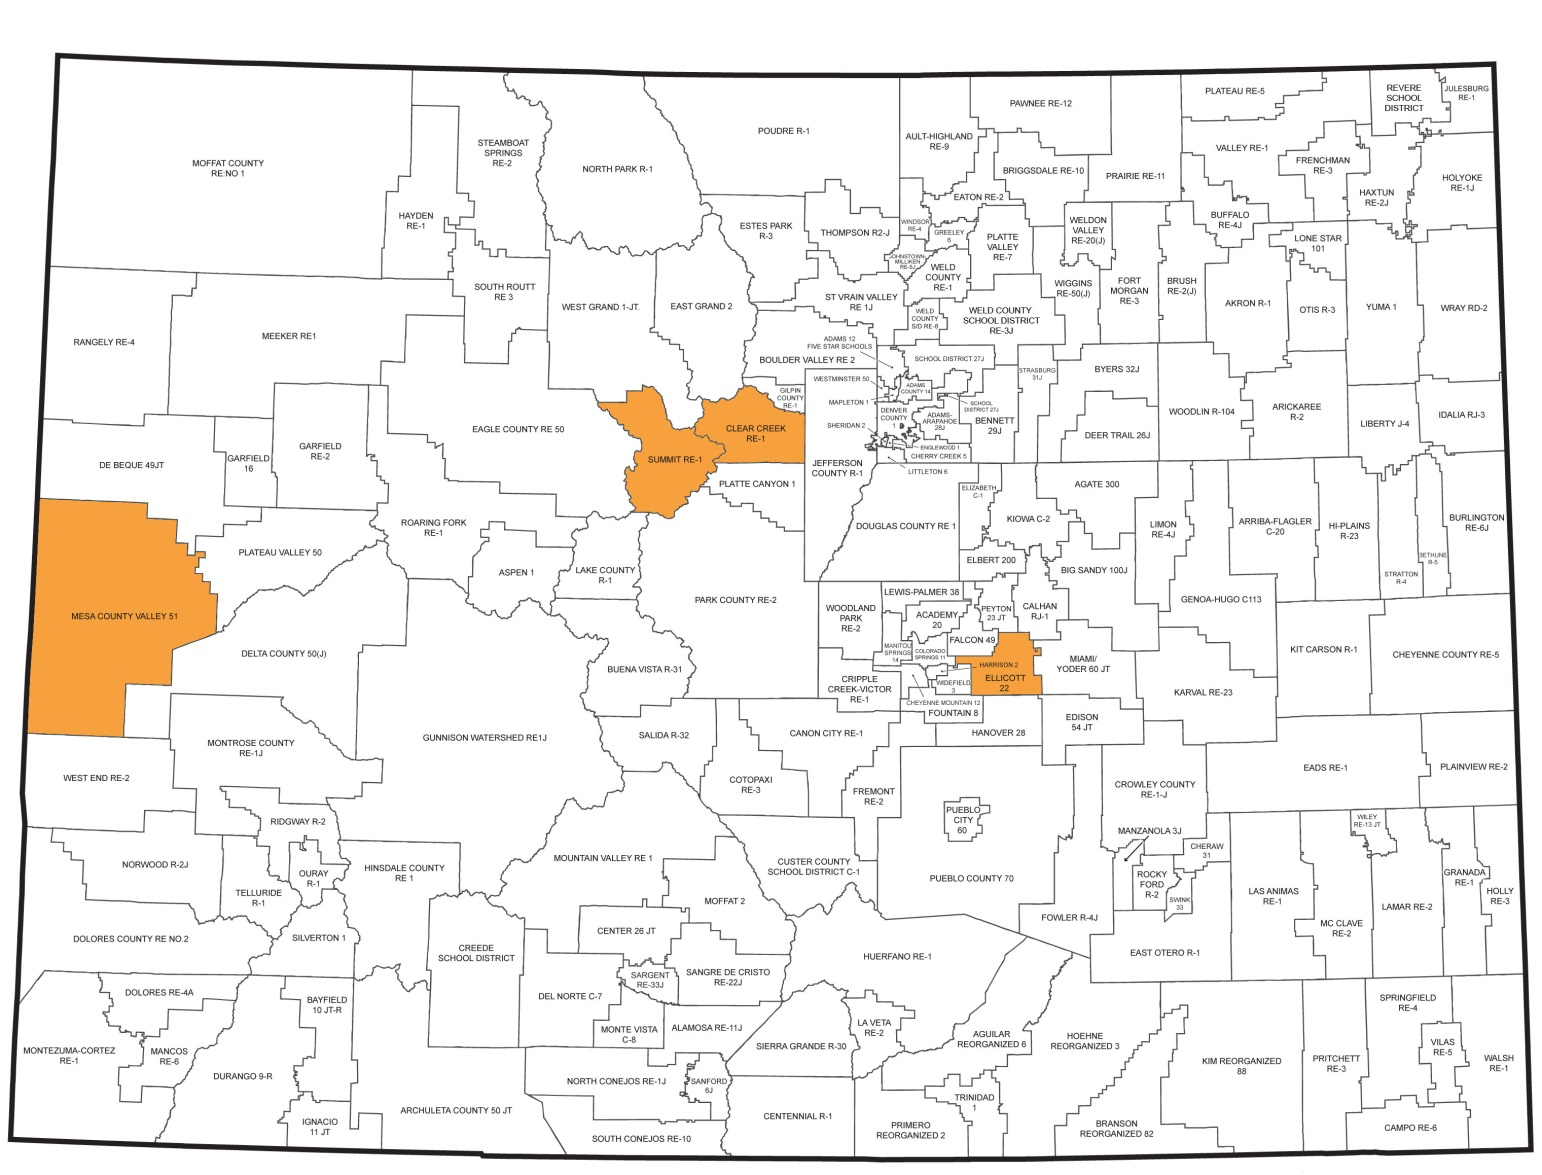 PLATEAU RE-5
REVERE
SCHOOL
DISTRICT
JULESBURG
RE-1
PAWNEE RE-12
POUDRE R-1
AULT-HIGHLAND
RE-9
STEAMBOAT
SPRINGS
RE-2
MOFFAT COUNTY
RE:NO 1
NORTH PARK R-1
VALLEY RE-1
FRENCHMAN
RE-3
BRIGGSDALE RE-10
PRAIRIE RE-11
HOLYOKE
RE-1J
HAXTUN
RE-2J
EATON RE-2
HAYDEN
RE-1
ESTES PARK
R-3
THOMPSON R2-J
WINDSOR
RE-4
GREELEY
6
PLATTE
VALLEY
RE-7
WELDON
VALLEY
RE-20(J)
BUFFALO
RE-4J
LONE STAR
101
JOHNSTOWN-
MILLIKEN
RE-5J
WELD
COUNTY
RE-1
SOUTH ROUTT
RE 3
WEST GRAND 1-JT.
EAST GRAND 2
ST VRAIN VALLEY
RE 1J
WIGGINS
RE-50(J)
FORT
MORGAN
RE-3
BRUSH
RE-2(J)
AKRON R-1
OTIS R-3
YUMA 1
WRAY RD-2
WELD
COUNTY
S/D RE-8
WELD COUNTY
SCHOOL DISTRICT
RE-3J
RANGELY RE-4
MEEKER RE1
ADAMS 12
FIVE STAR SCHOOLS
BOULDER VALLEY RE 2
SCHOOL DISTRICT 27J
STRASBURG
31J
BYERS 32J
WESTMINSTER 50
ADAMS
COUNTY 14
GILPIN
COUNTY
RE-1
MAPLETON 1
SCHOOL
DISTRICT 27J
DENVER
COUNTY
1
ADAMS-
ARAPAHOE
28J
BENNETT
29J
WOODLIN R-104
ARICKAREE
R-2
LIBERTY J-4
IDALIA RJ-3
EAGLE COUNTY RE 50
CLEAR CREEK
RE-1
SHERIDAN 2
DEER TRAIL 26J
ENGLEWOOD 1
CHERRY CREEK 5
GARFIELD
RE-2
GARFIELD
16
DE BEQUE 49JT
SUMMIT RE-1
JEFFERSON
COUNTY R-1
LITTLETON 6
PLATTE CANYON 1
ELIZABETH
C-1
AGATE 300
ROARING FORK
RE-1
DOUGLAS COUNTY RE 1
KIOWA C-2
LIMON
RE-4J
ARRIBA-FLAGLER
C-20
HI-PLAINS
R-23
BURLINGTON
RE-6J
PLATEAU VALLEY 50
ASPEN 1
LAKE COUNTY
R-1
ELBERT 200
BIG SANDY 100J
STRATTON
R-4
BETHUNE
R-5
PARK COUNTY RE-2
LEWIS-PALMER 38
GENOA-HUGO C113
MESA COUNTY VALLEY 51
WOODLAND
PARK
RE-2
ACADEMY
20
PEYTON
23 JT
CALHAN
RJ-1
FALCON 49
DELTA COUNTY 50(J)
MANITOU
SPRINGS
14
COLORADO
SPRINGS 11
KIT CARSON R-1
CHEYENNE COUNTY RE-5
BUENA VISTA R-31
HARRISON 2
MIAMI/
YODER 60 JT
CRIPPLE
CREEK-VICTOR
RE-1
WIDEFIELD
3
ELLICOTT
22
KARVAL RE-23
CHEYENNE MOUNTAIN 12
FOUNTAIN 8
EDISON
54 JT
GUNNISON WATERSHED RE1J
SALIDA R-32
CANON CITY RE-1
HANOVER 28
MONTROSE COUNTY
RE-1J
WEST END RE-2
COTOPAXI
RE-3
FREMONT
RE-2
EADS RE-1
PLAINVIEW RE-2
CROWLEY COUNTY
RE-1-J
PUEBLO
CITY
60
RIDGWAY R-2
WILEY
RE-13 JT
MANZANOLA 3J
CHERAW
31
NORWOOD R-2J
MOUNTAIN VALLEY RE 1
HINSDALE COUNTY
RE 1
CUSTER COUNTY
SCHOOL DISTRICT C-1
OURAY
R-1
PUEBLO COUNTY 70
ROCKY
FORD
R-2
SWINK
33
GRANADA
RE-1
HOLLY
RE-3
TELLURIDE
R-1
MOFFAT 2
LAS ANIMAS
RE-1
MC CLAVE
RE-2
LAMAR RE-2
FOWLER R-4J
CENTER 26 JT
DOLORES COUNTY RE NO.2
SILVERTON 1
CREEDE
SCHOOL DISTRICT
HUERFANO RE-1
EAST OTERO R-1
SARGENT
RE-33J
SANGRE DE CRISTO
RE-22J
DOLORES RE-4A
BAYFIELD
10 JT-R
DEL NORTE C-7
SPRINGFIELD
RE-4
MONTE VISTA
C-8
ALAMOSA RE-11J
LA VETA
RE-2
AGUILAR
REORGANIZED 6
HOEHNE
REORGANIZED 3
SIERRA GRANDE R-30
MONTEZUMA-CORTEZ
RE-1
MANCOS
RE-6
VILAS
RE-5
KIM REORGANIZED
88
PRITCHETT
RE-3
WALSH
RE-1
DURANGO 9-R
NORTH CONEJOS RE-1J
SANFORD
6J
TRINIDAD
1
ARCHULETA COUNTY 50 JT
CENTENNIAL R-1
IGNACIO
11 JT
PRIMERO
REORGANIZED 2
BRANSON
REORGANIZED 82
CAMPO RE-6
SOUTH CONEJOS RE-10